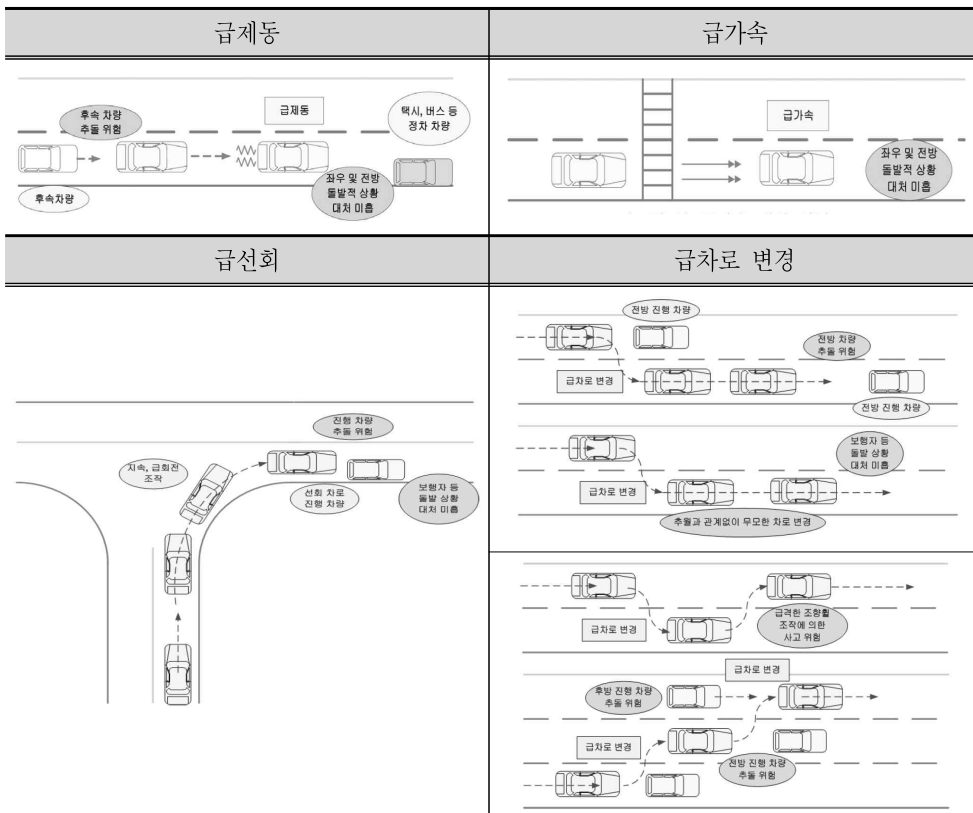 급제동
급가속
후속 차량
추돌 위험
급제동
택시, 버스 등
정차 차량
후속차량
좌우 및 전방
돌발적 상황
대처 미흡
급가속
좌우 및 전방
돌발적 상황
대처 미흡
급선회
급차로 변경
진행 차량
추돌 위험
지속, 급회전
조작
선회 차로
진행 차량
보행자 등
돌발 상황
대처 미흡
전방 진행 차량
전방 차량
추돌 위험
급차로 변경
전방 진행 차량
보행자 등
돌발 상황
대처 미흡
급차로 변경
추월과 관계없이 무모한 차로 변경
급차로 변경
급격한 조향휠
조작에 의한
사고 위험
급차로 변경
후방 진행 차량
추돌 위험
급차로 변경
전방 진행 차량
추돌 위험